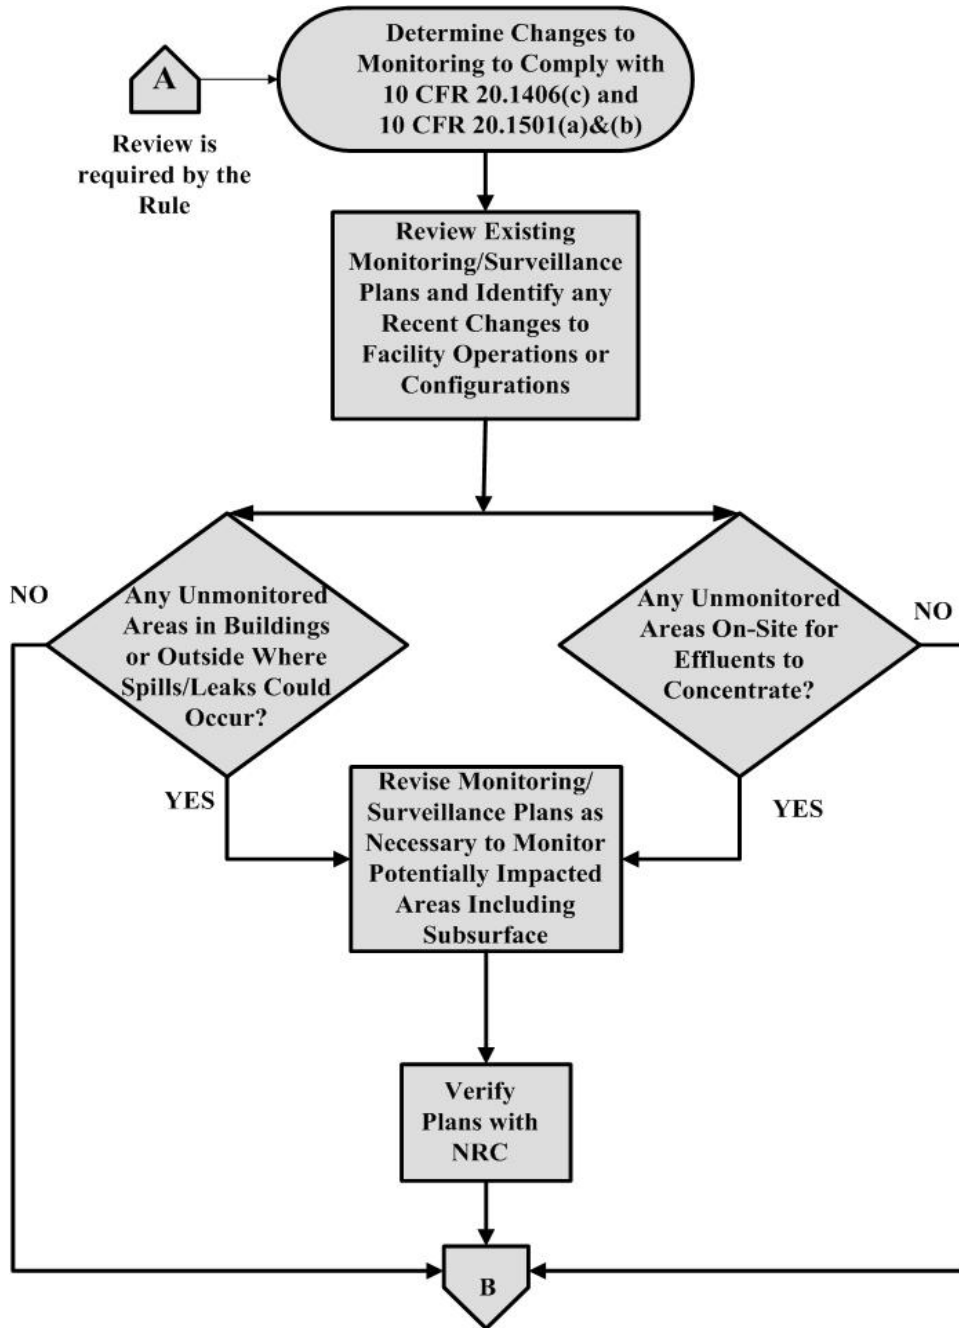 A
Review is
required by the
Rule
Determine Changes to
Monitoring to Comply with
10 CFR 20.1406(c) and
10 CFR 20.1501(a)&(b)
Review Existing
Monitoring/Surveillance
Plans and Identify any
Recent Changes to
Facility Operations or
Configurations
NO
Any Unmonitored
Areas in Buildings
or Outside Where
Spills/Leaks Could
Occur?
YES
Any Unmonitored
Areas On-Site for
Effluents to
Concentrate?
NO
YES
Revise Monitoring/
Surveillance Plans as
Necessary to Monitor
Potentially Impacted
Areas Including
Subsurface
Verify
Plans with
NRC
B